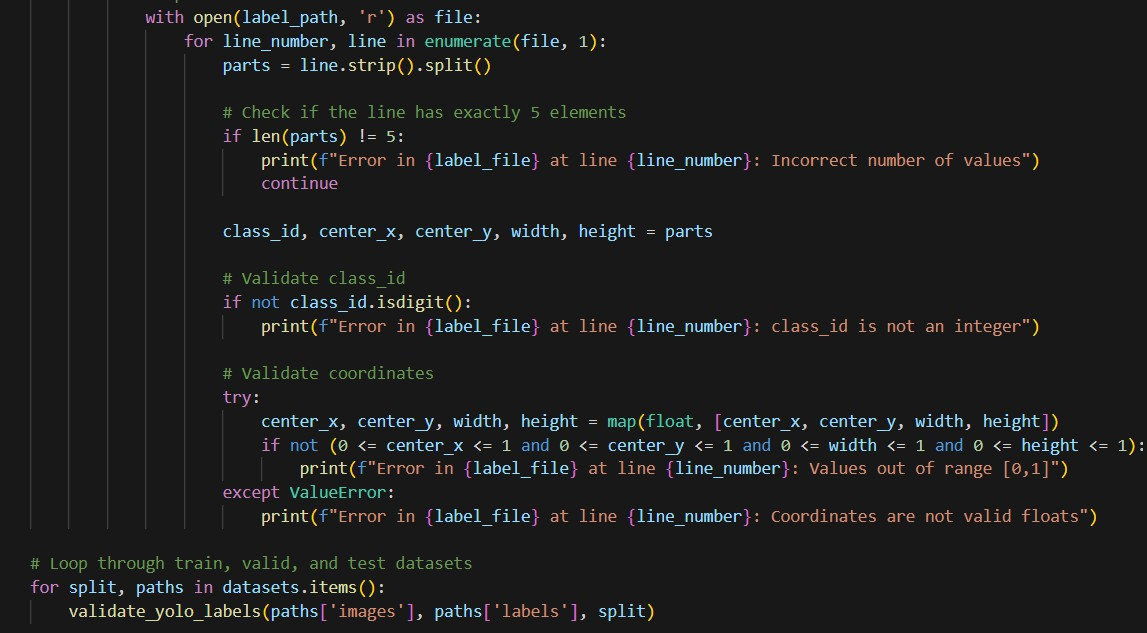 with open(label_path, 'r') as file:
for line_number, line in enumerate(file, 1):
parts = line.strip().split()
# Check if the line has exactly 5 elements
if len(parts) != 5:
print(f"Error in {label_file} at line {line_number}: Incorrect number of values")
continue
class_id, center_x, center_y, width, height = parts
# Validate class_id
if not class_id.isdigit():
print(f"Error in {label_file} at line {line_number}: class_id is not an integer")
# Validate coordinates
try:
center_x, center_y, width, height = map(float, [center_x, center_y, width, height])
if not (0 <= center_x <= 1 and 0 <= center_y <= 1 and 0 <= width <= 1 and 0 <= height <= 1):
print(f"Error in {label_file} at line {line_number}: Values out of range [0,1]")
except ValueError:
print(f"Error in {label_file} at line {line_number}: Coordinates are not valid floats")
# Loop through train, valid, and test datasets
for split, paths in datasets.items():
validate_yolo_labels(paths['images'], paths['labels'], split)